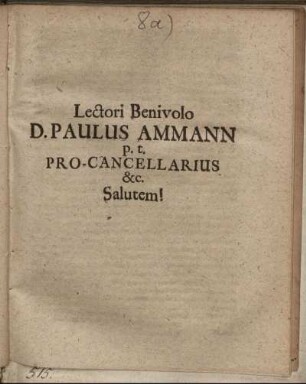 8a)
Lectori Benivolo
D. PAULUS AMMANN
p. t.
PRO-CANCELLARIUS
&c.
Salutem!
515.